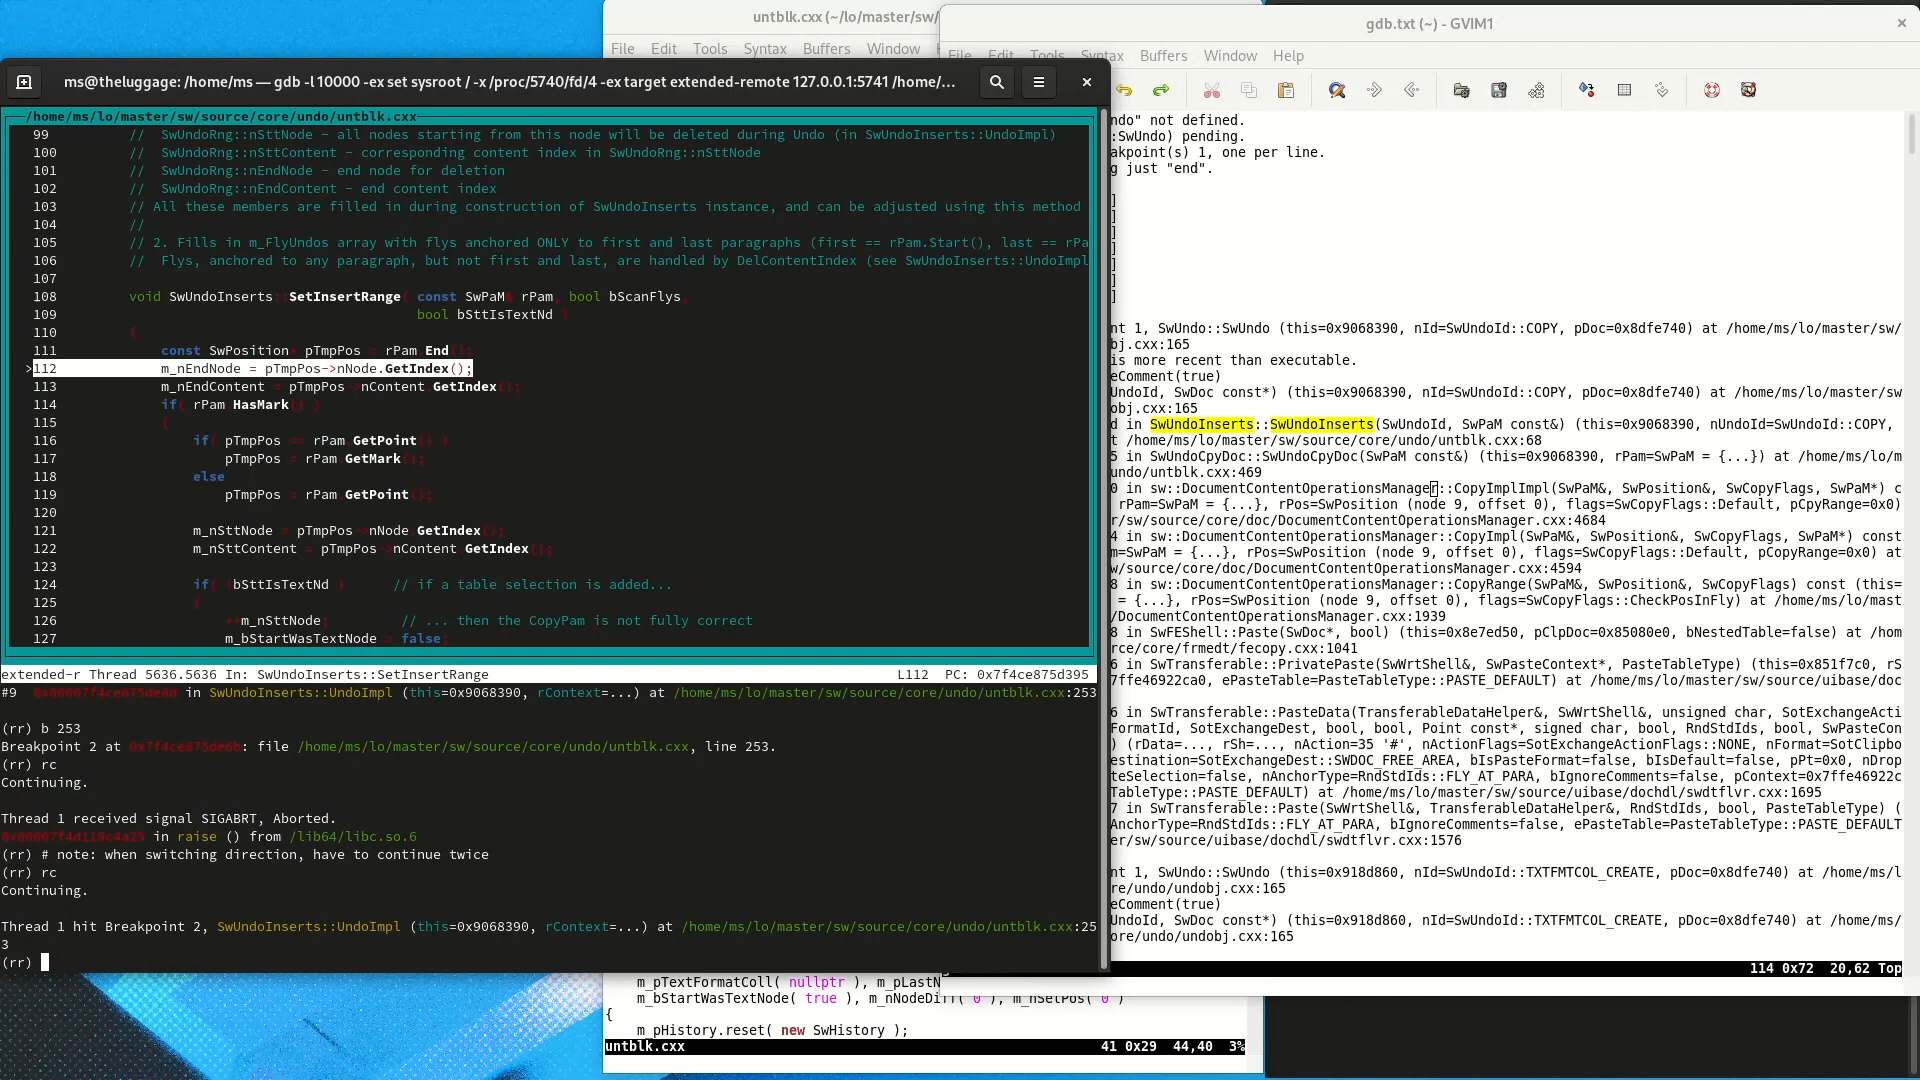 untblk.cxx (~/lo/master/sw/
File Edit Tools Syntax Buffers Window
gdb.txt (~) - GVIM1
File Edit Tools Syntax Buffers Window Help
ms@theluggage: /home/ms — gdb -l 10000 -ex set sysroot / -x /proc/5740/fd/4 -ex target extended-remote 127.0.0.1:5741 /home/…
/home/ms/lo/master/sw/source/core/undo/untblk.cxx
99 // SwUndoRng::nSttNode - all nodes starting from this node will be deleted during Undo (in SwUndoInserts::UndoImpl)
100 // SwUndoRng::nSttContent - corresponding content index in SwUndoRng::nSttNode
101 // SwUndoRng::nEndNode - end node for deletion
102 // SwUndoRng::nEndContent - end content index
103 // All these members are filled in during construction of SwUndoInserts instance, and can be adjusted using this method
104 //
105 // 2. Fills in m_FlyUndos array with flys anchored ONLY to first and last paragraphs (first == rPam.Start(), last == rPa
106 // Flys, anchored to any paragraph, but not first and last, are handled by DelContentIndex (see SwUndoInserts::UndoImpl
107
108 void SwUndoInserts::SetInsertRange( const SwPaM& rPam, bool bScanFlys,
109 bool bSttIsTextNd )
110 {
111 const SwPosition* pTmpPos = rPam.End();
>112 m_nEndNode = pTmpPos->nNode.GetIndex();
113 m_nEndContent = pTmpPos->nContent.GetIndex();
114 if( rPam.HasMark() )
115 {
116 if( pTmpPos == rPam.GetPoint() )
117 pTmpPos = rPam.GetMark();
118 else
119 pTmpPos = rPam.GetPoint();
120
121 m_nSttNode = pTmpPos->nNode.GetIndex();
122 m_nSttContent = pTmpPos->nContent.GetIndex();
123
124 if( !bSttIsTextNd ) // if a table selection is added...
125 {
126 ++m_nSttNode; // ... then the CopyPam is not fully correct
127 m_bStartWasTextNode = false;
extended-r Thread 5636.5636 In: SwUndoInserts::SetInsertRange L112 PC: 0x7f4ce875d395
#9 0x00007f4ce875de8d in SwUndoInserts::UndoImpl (this=0x9068390, rContext=...) at /home/ms/lo/master/sw/source/core/undo/untblk.cxx:253
(rr) b 253
Breakpoint 2 at 0x7f4ce875de6b: file /home/ms/lo/master/sw/source/core/undo/untblk.cxx, line 253.
(rr) rc
Continuing.
Thread 1 received signal SIGABRT, Aborted.
0x00007f4d119c4a25 in raise () from /lib64/libc.so.6
(rr) # note: when switching direction, have to continue twice
(rr) rc
Continuing.
Thread 1 hit Breakpoint 2, SwUndoInserts::UndoImpl (this=0x9068390, rContext=...) at /home/ms/lo/master/sw/source/core/undo/untblk.cxx:25
3
(rr)
ndo" not defined.
:SwUndo) pending.
akpoint(s) 1, one per line.
g just "end".
]
]
]
]
]
]
]
nt 1, SwUndo::SwUndo (this=0x9068390, nId=SwUndoId::COPY, pDoc=0x8dfe740) at /home/ms/lo/master/sw/
bj.cxx:165
is more recent than executable.
eComment(true)
UndoId, SwDoc const*) (this=0x9068390, nId=SwUndoId::COPY, pDoc=0x8dfe740) at /home/ms/lo/master/sw
obj.cxx:165
d in SwUndoInserts::SwUndoInserts(SwUndoId, SwPaM const&) (this=0x9068390, nUndoId=SwUndoId::COPY,
t /home/ms/lo/master/sw/source/core/undo/untblk.cxx:68
5 in SwUndoCpyDoc::SwUndoCpyDoc(SwPaM const&) (this=0x9068390, rPam=SwPaM = {...}) at /home/ms/lo/m
undo/untblk.cxx:469
0 in sw::DocumentContentOperationsManager::CopyImplImpl(SwPaM&, SwPosition&, SwCopyFlags, SwPaM*) c
rPam=SwPaM = {...}, rPos=SwPosition (node 9, offset 0), flags=SwCopyFlags::Default, pCpyRange=0x0)
r/sw/source/core/doc/DocumentContentOperationsManager.cxx:4684
4 in sw::DocumentContentOperationsManager::CopyImpl(SwPaM&, SwPosition&, SwCopyFlags, SwPaM*) const
m=SwPaM = {...}, rPos=SwPosition (node 9, offset 0), flags=SwCopyFlags::Default, pCopyRange=0x0) at
w/source/core/doc/DocumentContentOperationsManager.cxx:4594
8 in sw::DocumentContentOperationsManager::CopyRange(SwPaM&, SwPosition&, SwCopyFlags) const (this=
= {...}, rPos=SwPosition (node 9, offset 0), flags=SwCopyFlags::CheckPosInFly) at /home/ms/lo/mast
/DocumentContentOperationsManager.cxx:1939
8 in SwFEShell::Paste(SwDoc*, bool) (this=0x8e7ed50, pClpDoc=0x85080e0, bNestedTable=false) at /hom
rce/core/frmedt/fecopy.cxx:1041
6 in SwTransferable::PrivatePaste(SwWrtShell&, SwPasteContext*, PasteTableType) (this=0x851f7c0, rS
7ffe46922ca0, ePasteTable=PasteTableType::PASTE_DEFAULT) at /home/ms/lo/master/sw/source/uibase/doc
6 in SwTransferable::PasteData(TransferableDataHelper&, SwWrtShell&, unsigned char, SotExchangeActi
FormatId, SotExchangeDest, bool, bool, Point const*, signed char, bool, RndStdIds, bool, SwPasteCon
) (rData=..., rSh=..., nAction=35 '#', nActionFlags=SotExchangeActionFlags::NONE, nFormat=SotClipbo
estination=SotExchangeDest::SWDOC_FREE_AREA, bIsPasteFormat=false, bIsDefault=false, pPt=0x0, nDrop
teSelection=false, nAnchorType=RndStdIds::FLY_AT_PARA, bIgnoreComments=false, pContext=0x7ffe46922c
TableType::PASTE_DEFAULT) at /home/ms/lo/master/sw/source/uibase/dochdl/swdtflvr.cxx:1695
7 in SwTransferable::Paste(SwWrtShell&, TransferableDataHelper&, RndStdIds, bool, PasteTableType) (
AnchorType=RndStdIds::FLY_AT_PARA, bIgnoreComments=false, ePasteTable=PasteTableType::PASTE_DEFAULT
er/sw/source/uibase/dochdl/swdtflvr.cxx:1576
nt 1, SwUndo::SwUndo (this=0x918d860, nId=SwUndoId::TXTFMTCOL_CREATE, pDoc=0x8dfe740) at /home/ms/l
re/undo/undobj.cxx:165
eComment(true)
UndoId, SwDoc const*) (this=0x918d860, nId=SwUndoId::TXTFMTCOL_CREATE, pDoc=0x8dfe740) at /home/ms/
ore/undo/undobj.cxx:165
114 0x72 20,62 Top
m_pTextFormatColl( nullptr ), m_pLastN
m_bStartWasTextNode( true ), m_nNodeDiff( 0 ), m_nSetPos( 0 )
{
m_pHistory.reset( new SwHistory );
untblk.cxx 41 0x29 44,40 3%